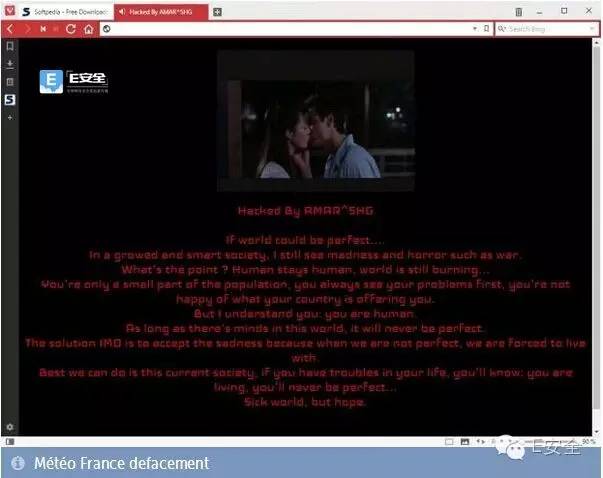 Softpedia - Free Downloads
Hacked By AMAR^SHG
Search Bing...
E安全
Hacked By AMAR^SHG
If world could be perfect....
In a growed and smart society, I still see madness and horror such as war.
What's the point ? Human stays human, world is still burning...
You're only a small part of the population, you always see your problems first, you're not
happy of what your country is offering you.
But I understand you: you are human.
As long as there's minds in this world, it will never be perfect.
The solution IMO is to accept the sadness because when we are not perfect, we are forced to live
with.
Best we can do is this current society, if you have troubles in your life, you'll know: you are
living, you'll never be perfect...
Sick world, but hope.
90 %
E安全
Météo France defacement